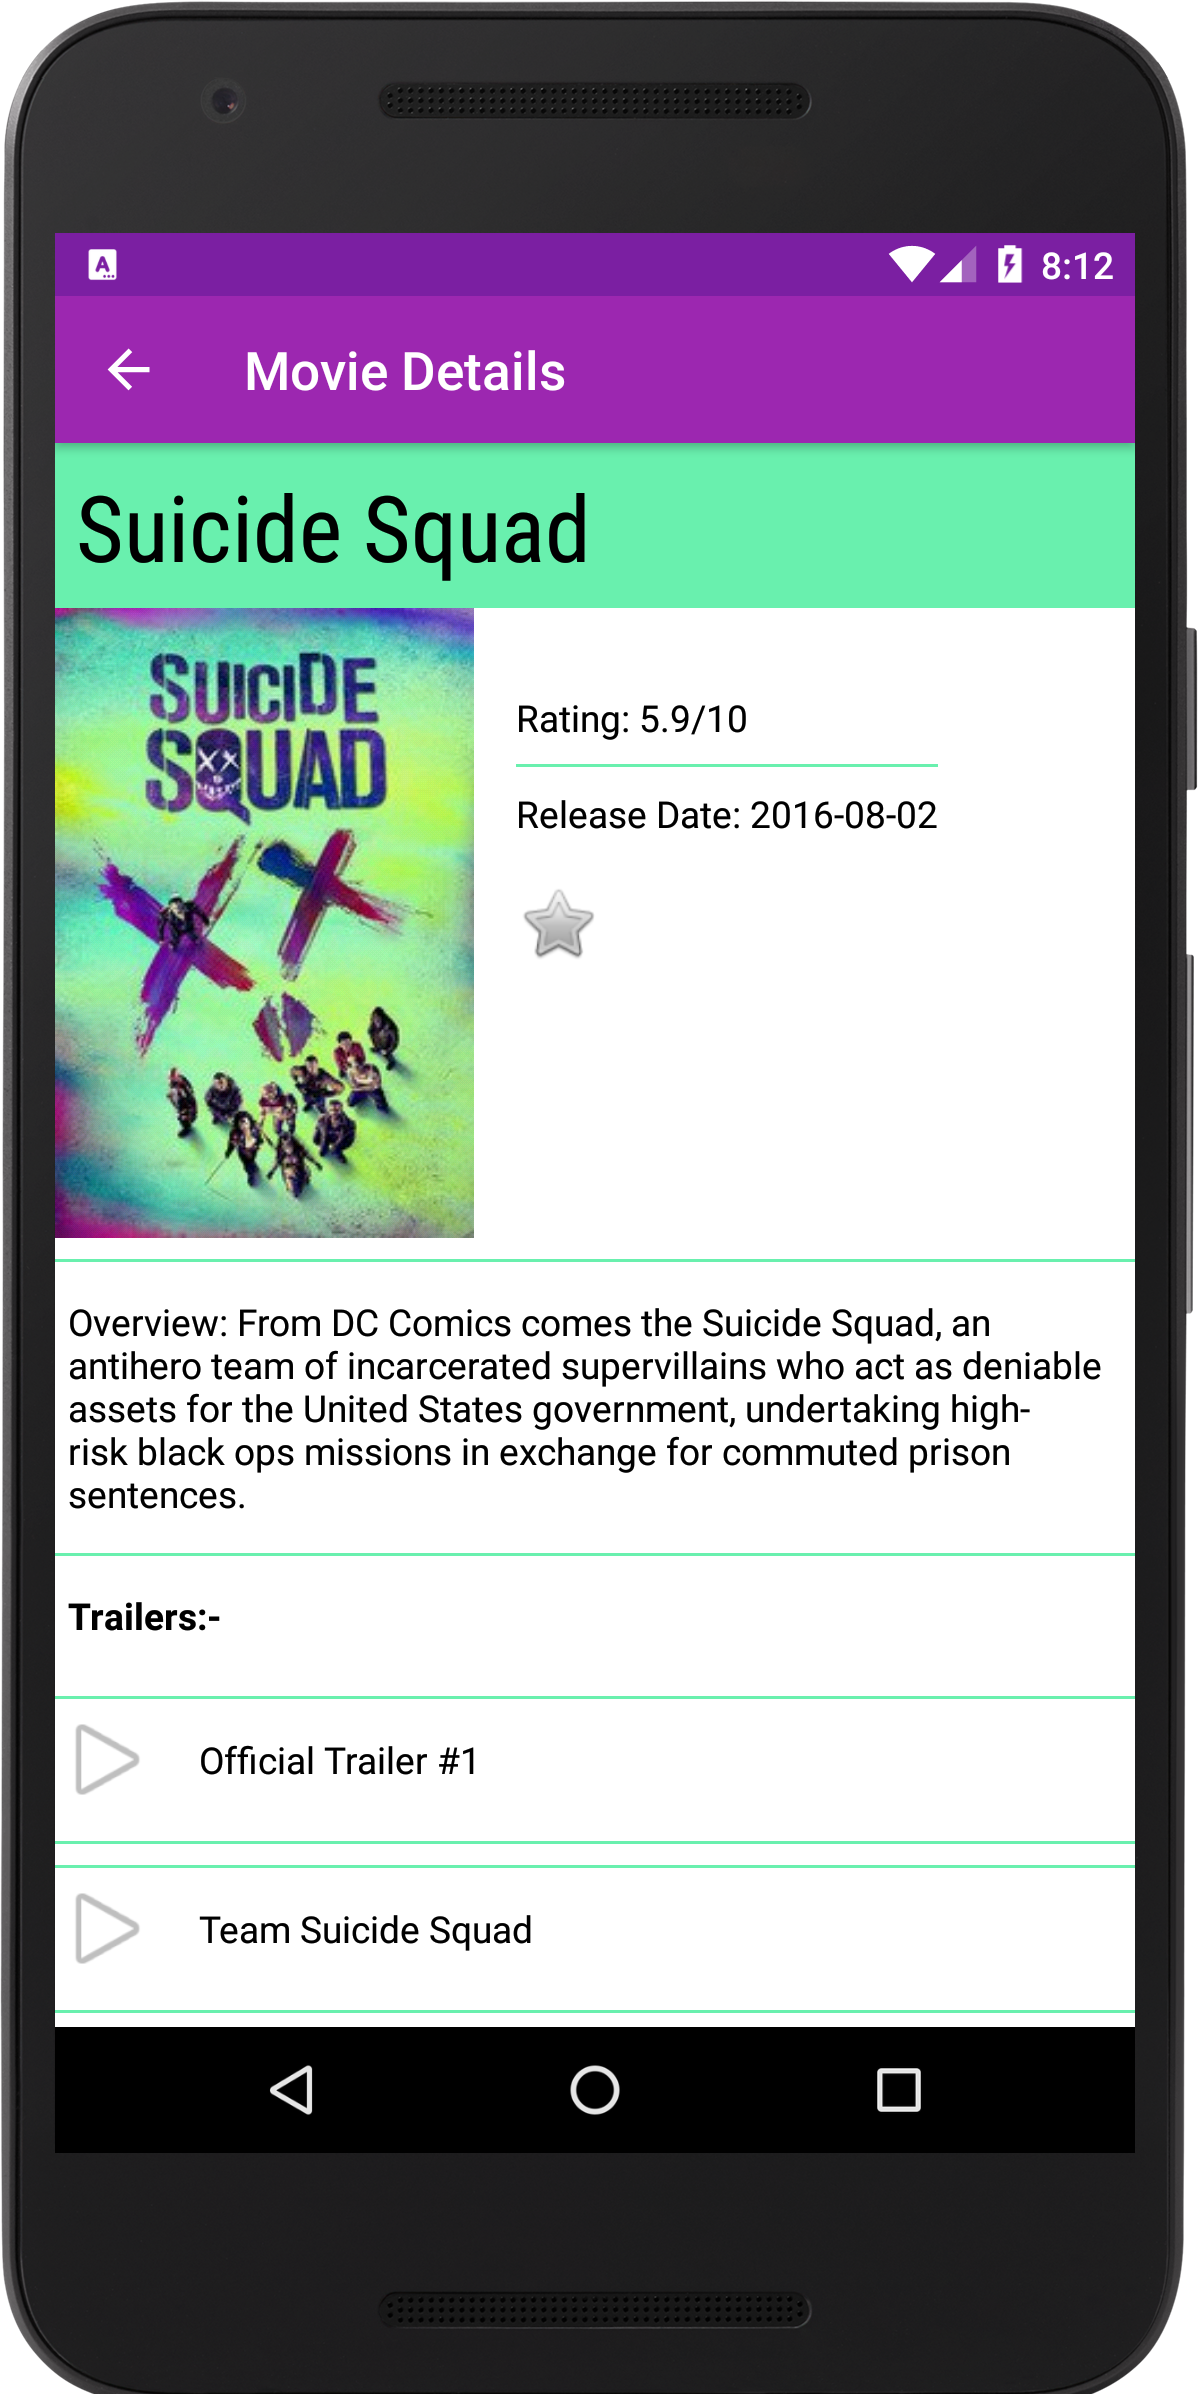 A
8:12
Movie Details
Suicide Squad
SUICIDE
SQUAD
Rating: 5.9/10
Release Date: 2016-08-02
Overview: From DC Comics comes the Suicide Squad, an
antihero team of incarcerated supervillains who act as deniable
assets for the United States government, undertaking high-
risk black ops missions in exchange for commuted prison
sentences.
Trailers:-
Official Trailer #1
Team Suicide Squad